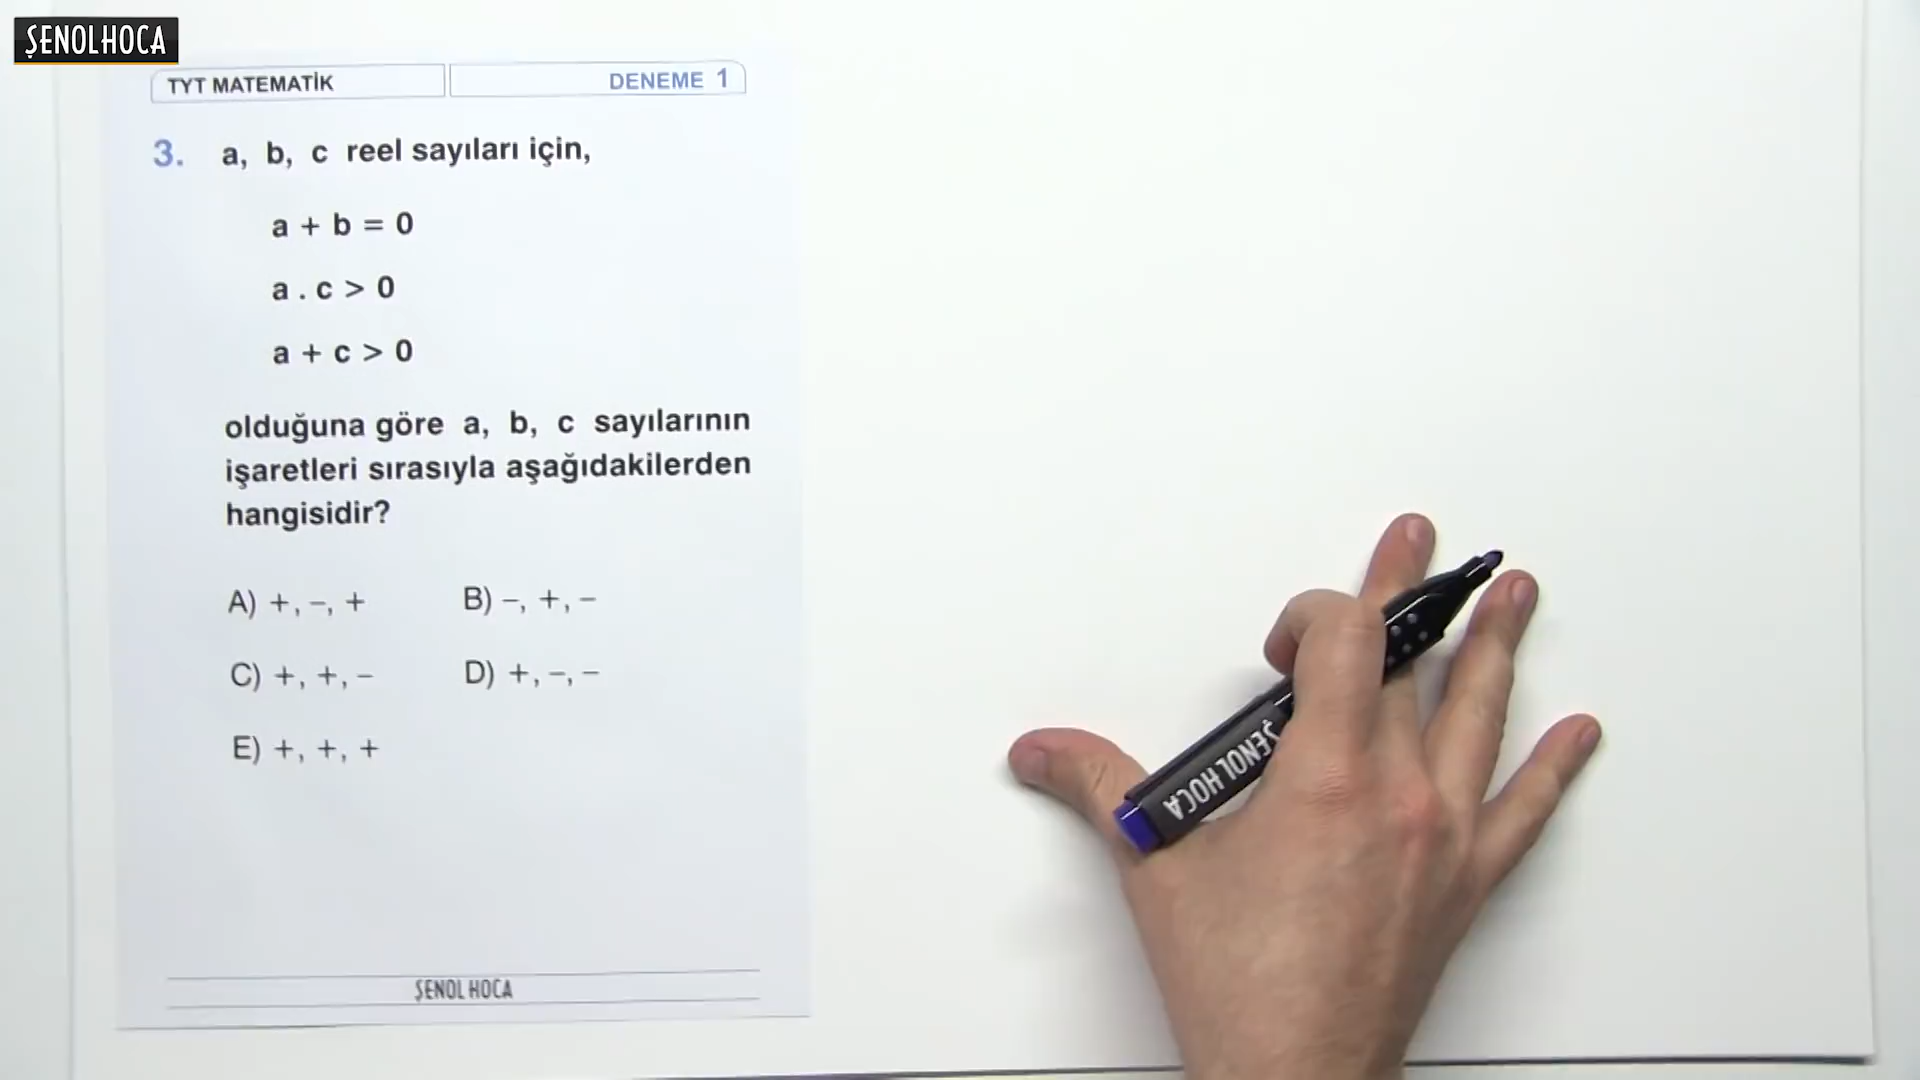 ŞENOLHOCA
TYT MATEMATİK
DENEME 1
3. a, b, c reel sayıları için,
a + b = 0
a . c > 0
a + c > 0
olduğuna göre a, b, c sayılarının
işaretleri sırasıyla aşağıdakilerden
hangisidir?
A) +, –, + B) –, +, –
C) +, +, – D) +, –, –
E) +, +, +
ŞENOL HOCA
ŞENOL HOCA